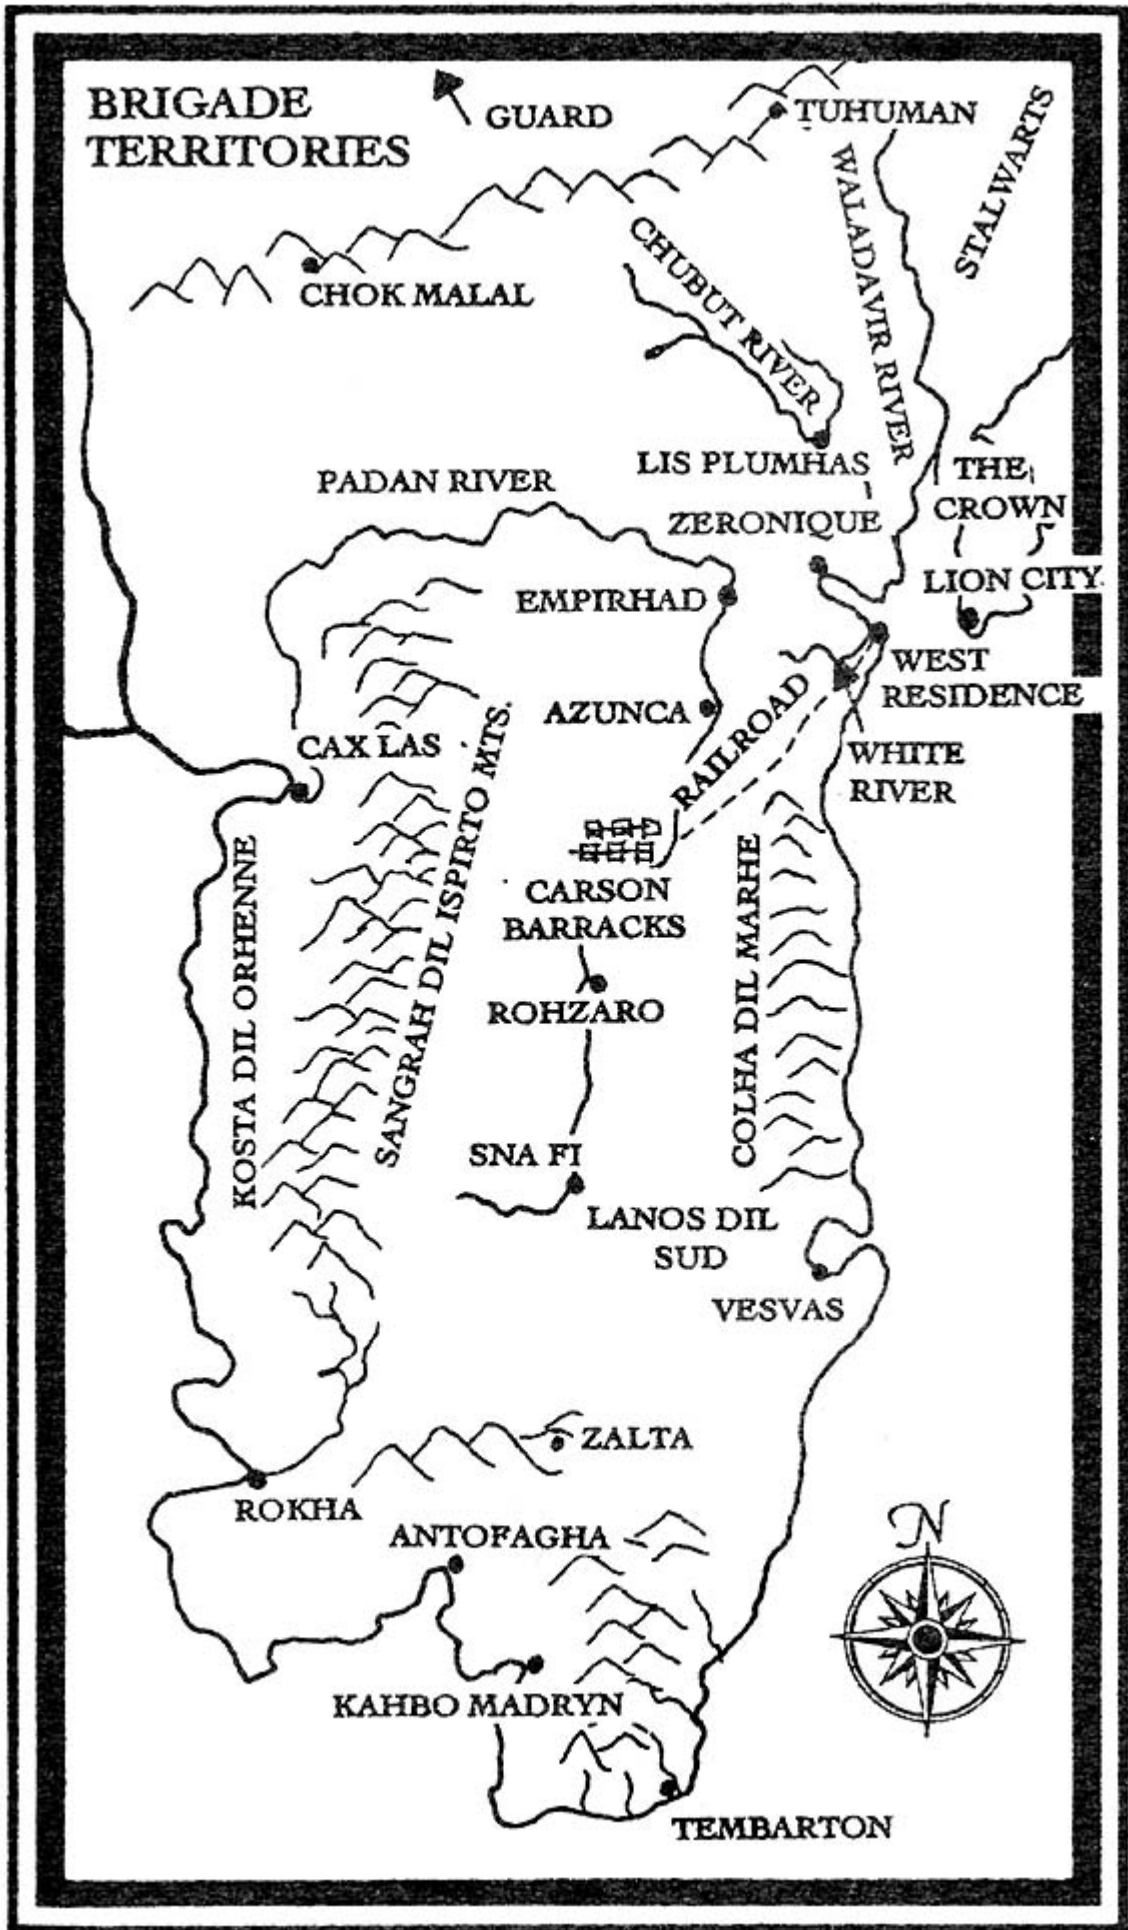 BRIGADE
TERRITORIES
GUARD
TUHUMAN
STALWARTS
WALADAVIR RIVER
CHUBUT RIVER
CHOK MALAL
LIS PLUMHAS
THE
CROWN
PADAN RIVER
ZERONIQUE
LION CITY
EMPIRHAD
WEST
RESIDENCE
AZUNCA
RAILROAD
CAX LAS
WHITE
RIVER
SANGRAH DIL ISPIRTO MTS.
KOSTA DIL ORHENNE
COLHA DIL MARHE
CARSON
BARRACKS
ROHZARO
SNA FI
LANOS DIL
SUD
VESVAS
ZALTA
ROKHA
ANTOFAGHA
N
KAHBO MADRYN
TEMBARTON